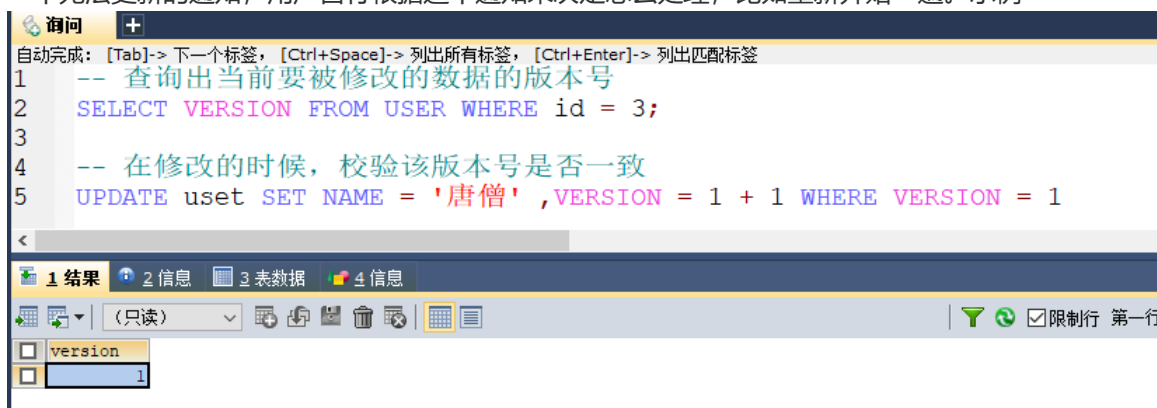 询问
自动完成: [Tab]-> 下一个标签, [Ctrl+Space]-> 列出所有标签, [Ctrl+Enter]-> 列出匹配标签
1 -- 查询出当前要被修改的数据的版本号
2 SELECT VERSION FROM USER WHERE id = 3;
3
4 -- 在修改的时候, 校验该版本号是否一致
5 UPDATE uset SET NAME = '唐僧' ,VERSION = 1 + 1 WHERE VERSION = 1
1 结果 2 信息 3 表数据 4 信息
(只读) 限制行 第一行
version
1